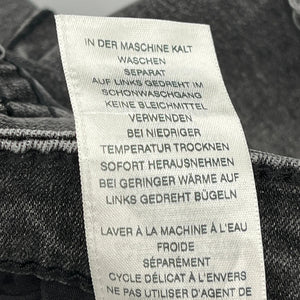 IN DER MASCHINE KALT
WASCHEN
SEPARAT
AUF LINKS GEDREHT IM
SCHONWASCHGANG
KEINE BLEICHMITTEL
VERWENDEN
BEI NIEDRIGER
TEMPERATUR TROCKNEN
SOFORT HERAUSNEHMEN
BEI GERINGER WÄRME AUF
LINKS GEDREHT BÜGELN
LAVER À LA MACHINE À L'EAU
FROIDE
SÉPARÉMENT
CYCLE DÉLICAT À L'ENVERS
NE PAS UTILISER D'AGENT DE